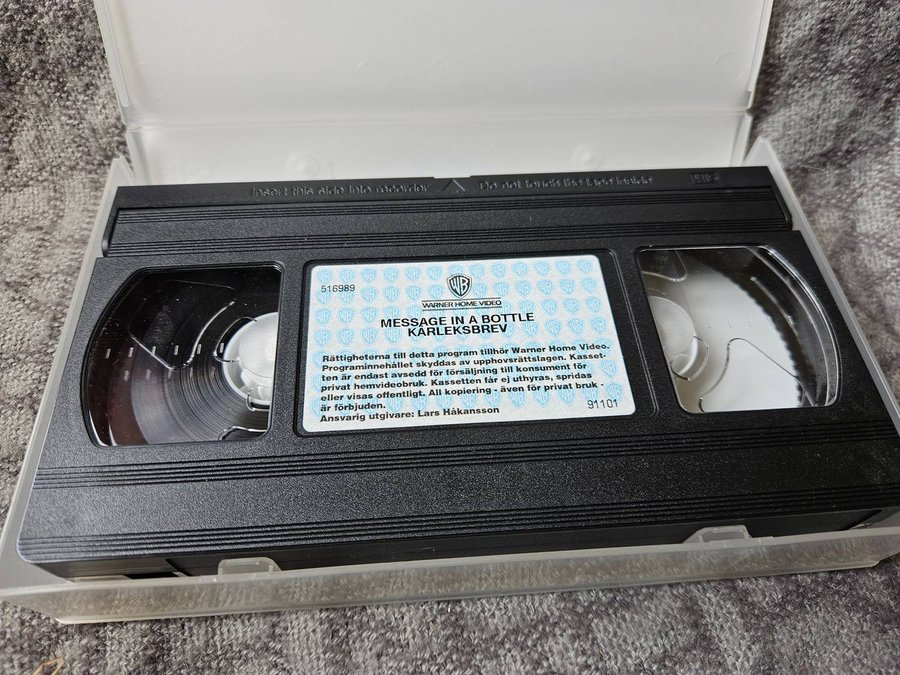 Insert this side into recorder Do not touch the tape inside VHS
516989
WB
WARNER HOME VIDEO
MESSAGE IN A BOTTLE
KÄRLEKSBREV
Rättigheterna till detta program tillhör Warner Home Video.
Programinnehållet skyddas av upphovsrättslagen. Kasset-
ten är endast avsedd för försäljning till konsument för
privat hemvideobruk. Kassetten får ej uthyras, spridas
eller visas offentligt. All kopiering - även för privat bruk -
är förbjuden.
91101
Ansvarig utgivare: Lars Håkansson